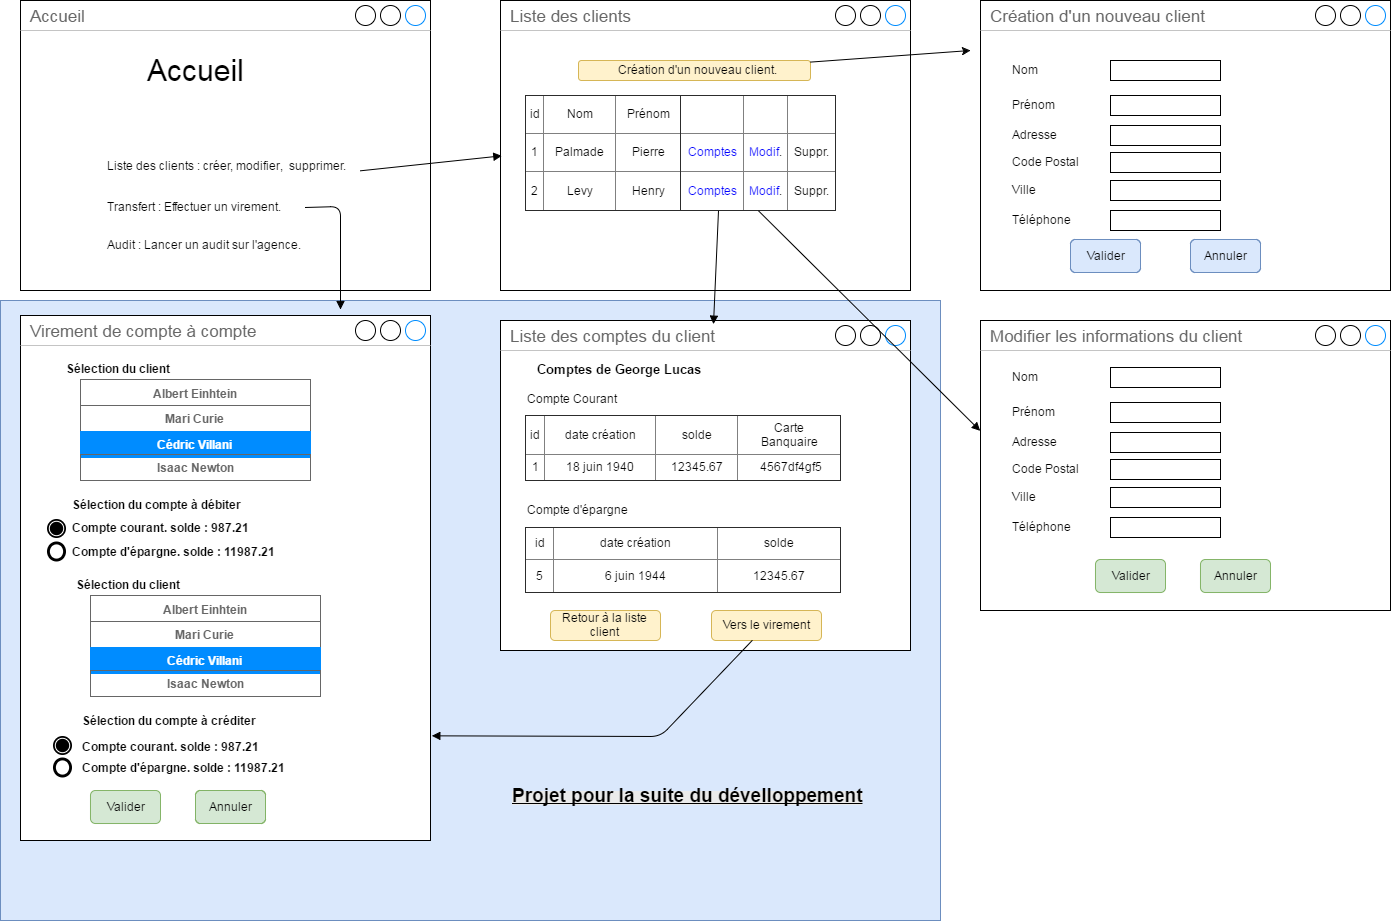 Accueil
Accueil
Liste des clients : créer, modifier, supprimer.
Transfert : Effectuer un virement.
Audit : Lancer un audit sur l'agence.
Liste des clients
Création d'un nouveau client.
id Nom Prénom
1 Palmade Pierre Comptes Modif. Suppr.
2 Levy Henry Comptes Modif. Suppr.
Création d'un nouveau client
Nom
Prénom
Adresse
Code Postal
Ville
Téléphone
Valider Annuler
Virement de compte à compte
Sélection du client
Albert Einhtein
Mari Curie
Cédric Villani
Isaac Newton
Sélection du compte à débiter
Compte courant. solde : 987.21
Compte d'épargne. solde : 11987.21
Sélection du client
Albert Einhtein
Mari Curie
Cédric Villani
Isaac Newton
Sélection du compte à créditer
Compte courant. solde : 987.21
Compte d'épargne. solde : 11987.21
Valider Annuler
Liste des comptes du client
Comptes de George Lucas
Compte Courant
id date création solde Carte
Banquaire
1 18 juin 1940 12345.67 4567df4gf5
Compte d'épargne
id date création solde
5 6 juin 1944 12345.67
Retour à la liste
client
Vers le virement
Projet pour la suite du dévelloppement
Modifier les informations du client
Nom
Prénom
Adresse
Code Postal
Ville
Téléphone
Valider Annuler